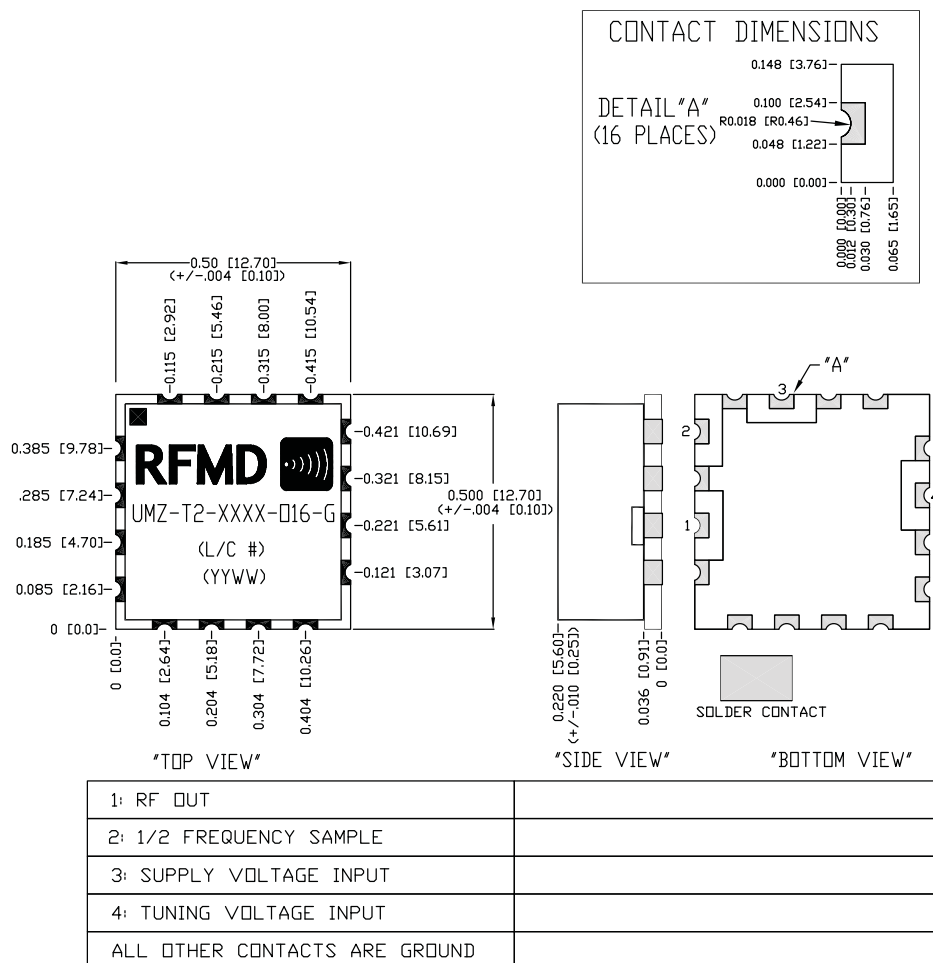 CONTACT DIMENSIONS
DETAIL"A"
(16 PLACES)
0.148 [3.76]
0.100 [2.54]
R0.018 [R0.46]
0.048 [1.22]
0.000 [0.00]
0.000 [0.00]
0.012 [0.30]
0.030 [0.76]
0.065 [1.65]
0.50 [12.70]
(+/-.004 [0.10])
0.115 [2.92]
0.215 [5.46]
0.315 [8.00]
0.415 [10.54]
0.385 [9.78]
.285 [7.24]
0.185 [4.70]
0.085 [2.16]
0 [0.0]
RFMD
UMZ-T2-XXXX-O16-G
(L/C #)
(YYWW)
0.421 [10.69]
0.321 [8.15]
0.221 [5.61]
0.121 [3.07]
0.500 [12.70]
(+/-.004 [0.10])
0 [0.0]
0.104 [2.64]
0.204 [5.18]
0.304 [7.72]
0.404 [10.26]
"TOP VIEW"
0.220 [5.60]
(+/-.010 [0.25])
0.036 [0.91]
0 [0.0]
"SIDE VIEW"
"A"
3
2
1
4
SOLDER CONTACT
"BOTTOM VIEW"
1: RF OUT
2: 1/2 FREQUENCY SAMPLE
3: SUPPLY VOLTAGE INPUT
4: TUNING VOLTAGE INPUT
ALL OTHER CONTACTS ARE GROUND